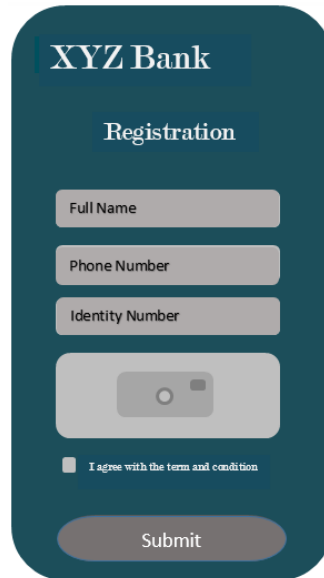 XYZ Bank
Registration
Full Name
Phone Number
Identity Number
I agree with the term and condition
Submit